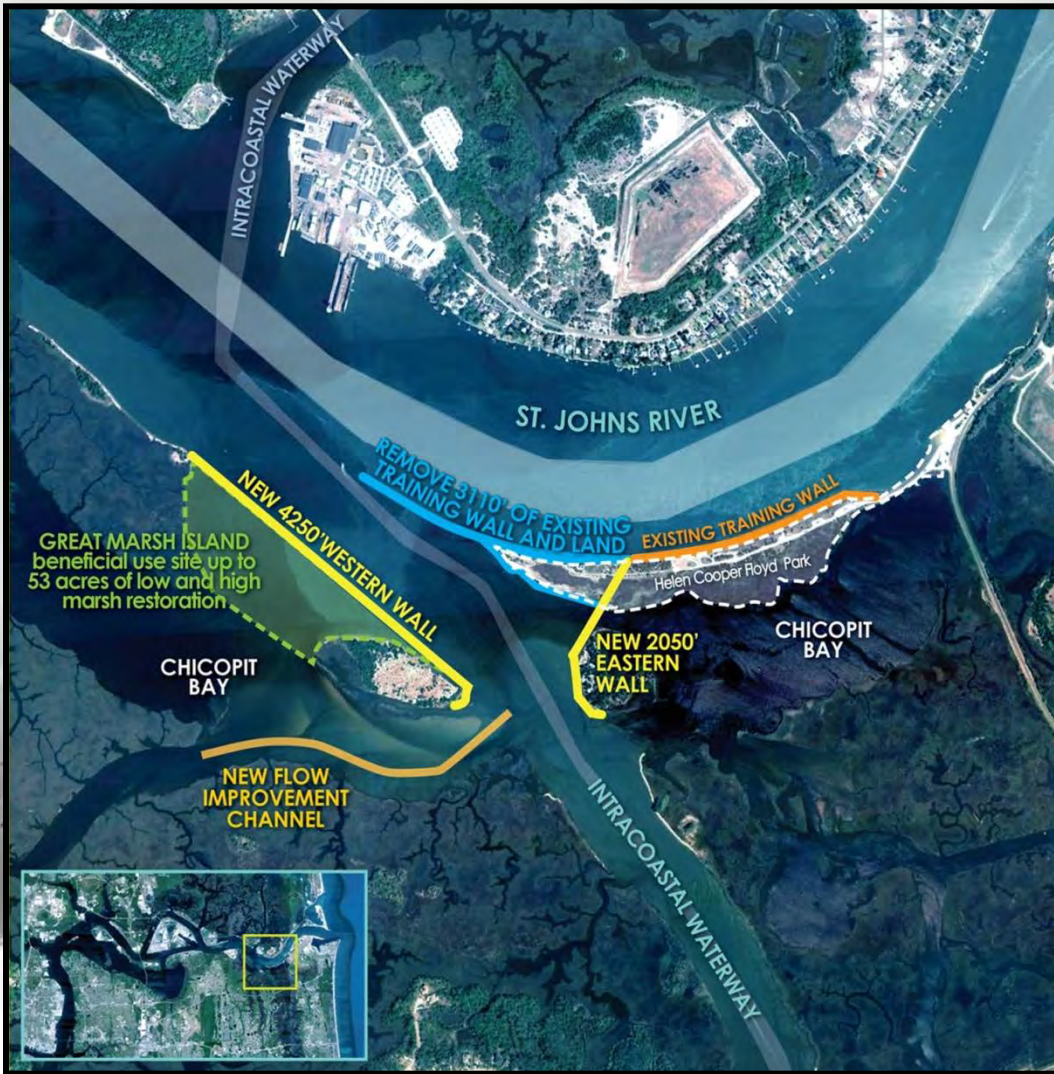 INTRACOASTAL WATERWAY
ST. JOHNS RIVER
REMOVE 3110' OF EXISTING
TRAINING WALL AND LAND
EXISTING TRAINING WALL
Helen Cooper Floyd Park
NEW 4250' WESTERN WALL
GREAT MARSH ISLAND
beneficial use site up to
53 acres of low and high
marsh restoration
NEW 2050'
EASTERN
WALL
CHICOPIT
BAY
CHICOPIT
BAY
NEW FLOW
IMPROVEMENT
CHANNEL
INTRACOASTAL WATERWAY